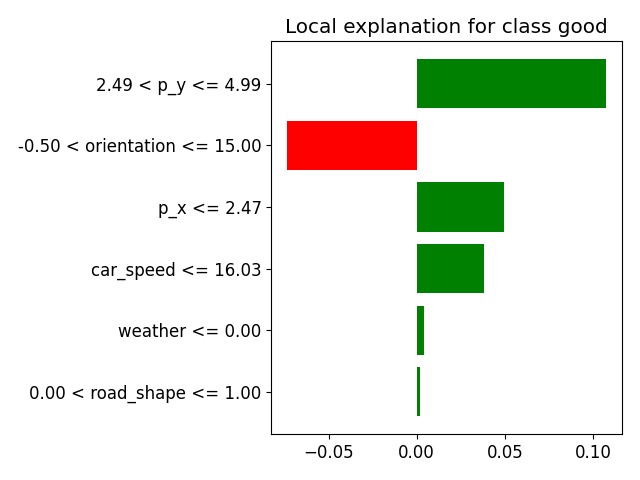 Local explanation for class good
2.49 < p_y <= 4.99
-0.50 < orientation <= 15.00
p_x <= 2.47
car_speed <= 16.03
weather <= 0.00
0.00 < road_shape <= 1.00
−0.05 0.00 0.05 0.10